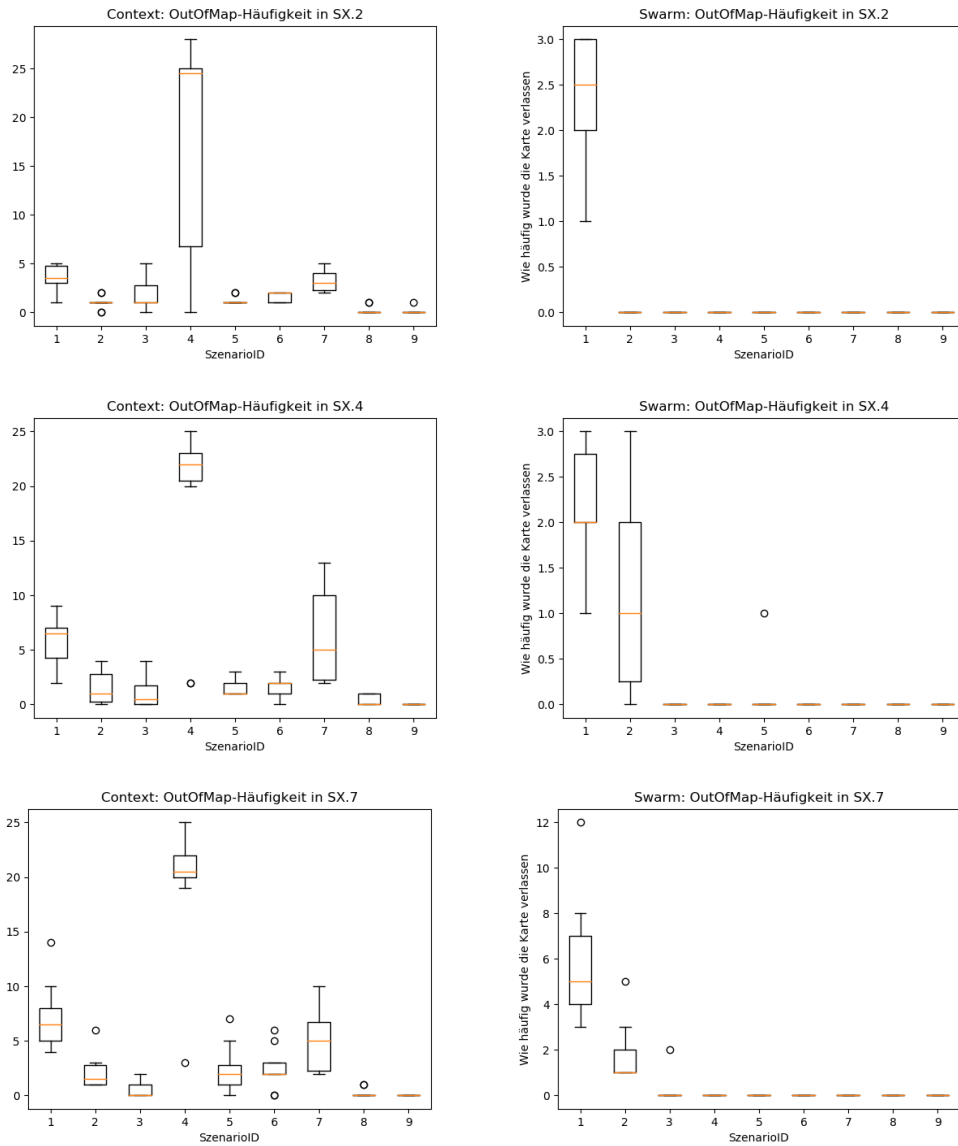 Context: OutOfMap-Häufigkeit in SX.2
25
20
15
10
5
0
1 2 3 4 5 6 7 8 9
SzenarioID
Swarm: OutOfMap-Häufigkeit in SX.2
Wie häufig wurde die Karte verlassen
3.0
2.5
2.0
1.5
1.0
0.5
0.0
1 2 3 4 5 6 7 8 9
SzenarioID
Context: OutOfMap-Häufigkeit in SX.4
25
20
15
10
5
0
1 2 3 4 5 6 7 8 9
SzenarioID
Swarm: OutOfMap-Häufigkeit in SX.4
Wie häufig wurde die Karte verlassen
3.0
2.5
2.0
1.5
1.0
0.5
0.0
1 2 3 4 5 6 7 8 9
SzenarioID
Context: OutOfMap-Häufigkeit in SX.7
25
20
15
10
5
0
1 2 3 4 5 6 7 8 9
SzenarioID
Swarm: OutOfMap-Häufigkeit in SX.7
Wie häufig wurde die Karte verlassen
12
10
8
6
4
2
0
1 2 3 4 5 6 7 8 9
SzenarioID